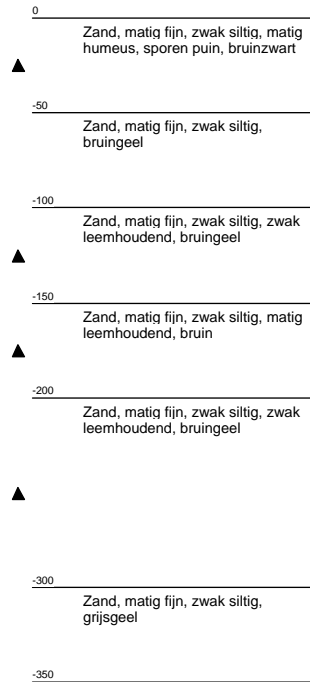 0
Zand, matig fijn, zwak siltig, matig
humeus, sporen puin, bruinzwart
-50
Zand, matig fijn, zwak siltig,
bruingeel
-100
Zand, matig fijn, zwak siltig, zwak
leemhoudend, bruingeel
-150
Zand, matig fijn, zwak siltig, matig
leemhoudend, bruin
-200
Zand, matig fijn, zwak siltig, zwak
leemhoudend, bruingeel
-300
Zand, matig fijn, zwak siltig,
grijsgeel
-350